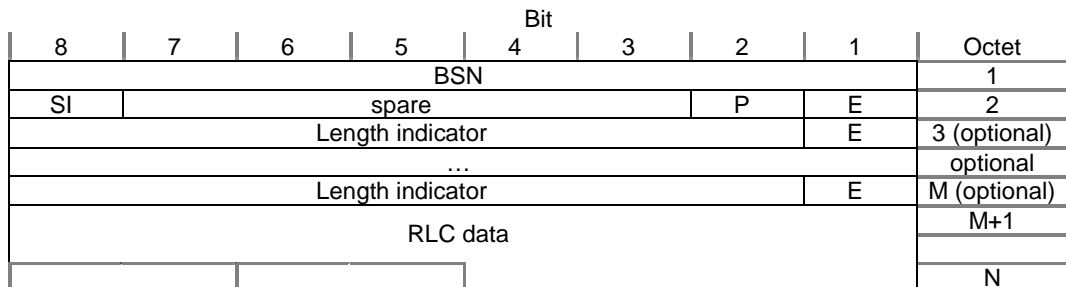 Bit
8 7 6 5 4 3 2 1 Octet
BSN 1
SI spare P E 2
Length indicator E 3 (optional)
… optional
Length indicator E M (optional)
RLC data M+1
N